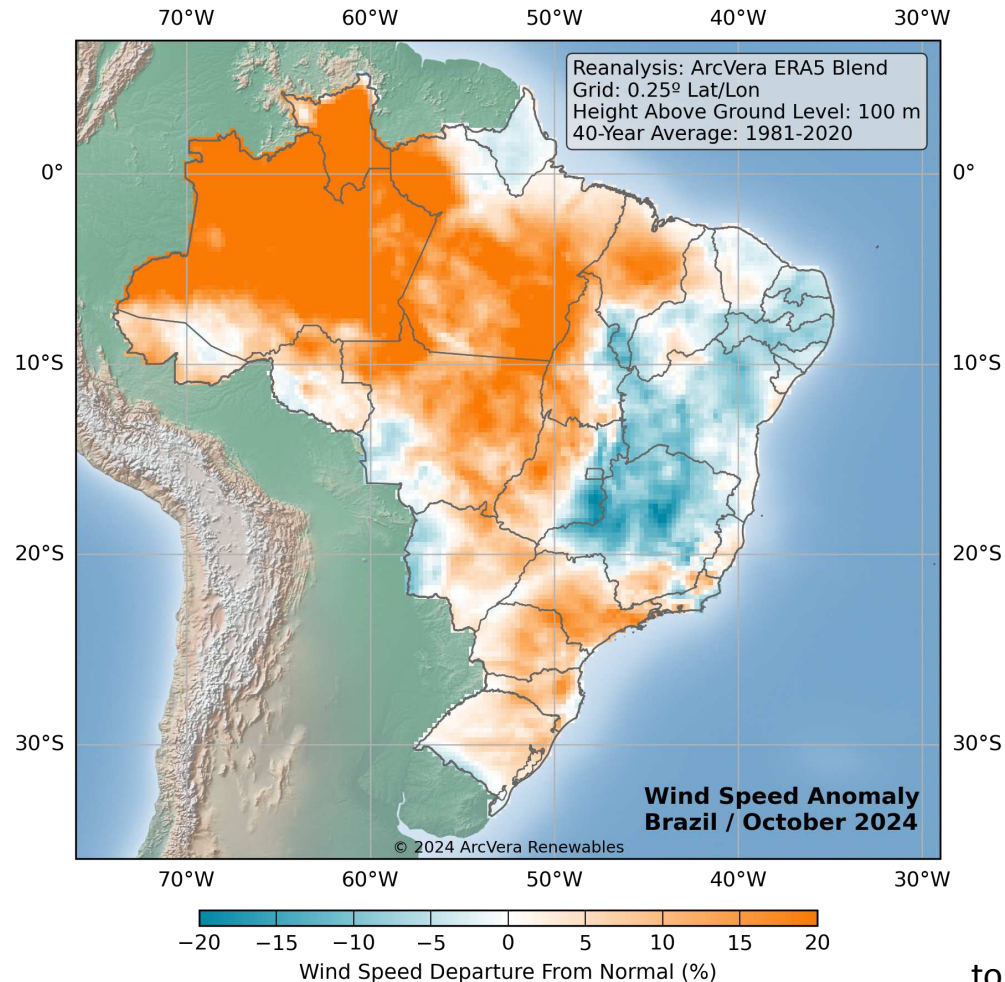 70°W 60°W 50°W 40°W 30°W
Reanalysis: ArcVera ERA5 Blend
Grid: 0.25º Lat/Lon
Height Above Ground Level: 100 m
40-Year Average: 1981-2020
0° 0°
10°S 10°S
20°S 20°S
30°S 30°S
Wind Speed Anomaly
Brazil / October 2024
© 2024 ArcVera Renewables
70°W 60°W 50°W 40°W 30°W
−20 −15 −10 −5 0 5 10 15 20
Wind Speed Departure From Normal (%)
to